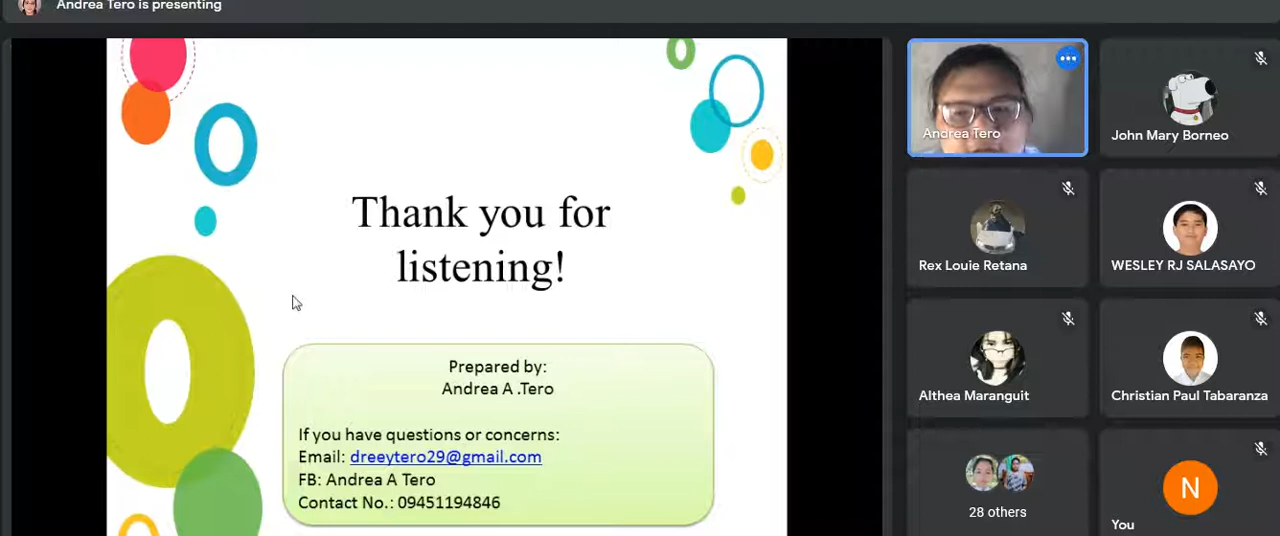 Andrea Tero is presenting
Thank you for
listening!
Prepared by:
Andrea A .Tero
If you have questions or concerns:
Email: dreeytero29@gmail.com
FB: Andrea A Tero
Contact No.: 09451194846
Andrea Tero
John Mary Borneo
Rex Louie Retana
WESLEY RJ SALASAYO
Althea Maranguit
Christian Paul Tabaranza
28 others
N
You